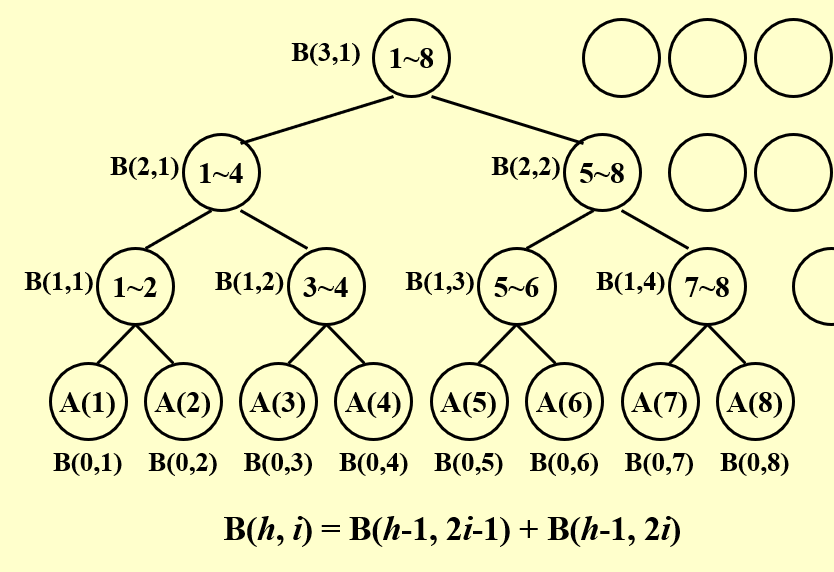 B(3,1) 1~8
B(2,1) 1~4 B(2,2) 5~8
B(1,1) 1~2 B(1,2) 3~4 B(1,3) 5~6 B(1,4) 7~8
A(1) A(2) A(3) A(4) A(5) A(6) A(7) A(8)
B(0,1) B(0,2) B(0,3) B(0,4) B(0,5) B(0,6) B(0,7) B(0,8)
B(h, i) = B(h-1, 2i-1) + B(h-1, 2i)